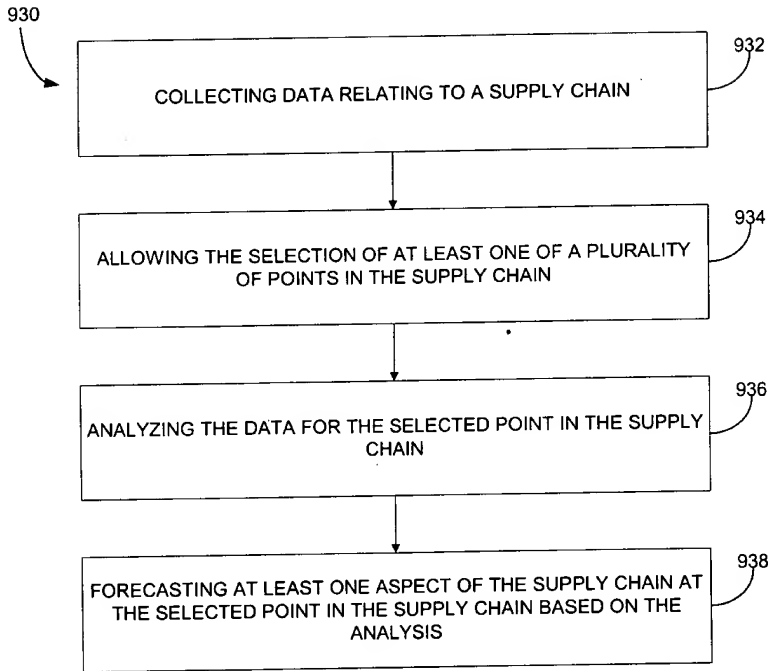 930
932
COLLECTING DATA RELATING TO A SUPPLY CHAIN
934
ALLOWING THE SELECTION OF AT LEAST ONE OF A PLURALITY
OF POINTS IN THE SUPPLY CHAIN
936
ANALYZING THE DATA FOR THE SELECTED POINT IN THE SUPPLY
CHAIN
938
FORECASTING AT LEAST ONE ASPECT OF THE SUPPLY CHAIN AT
THE SELECTED POINT IN THE SUPPLY CHAIN BASED ON THE
ANALYSIS